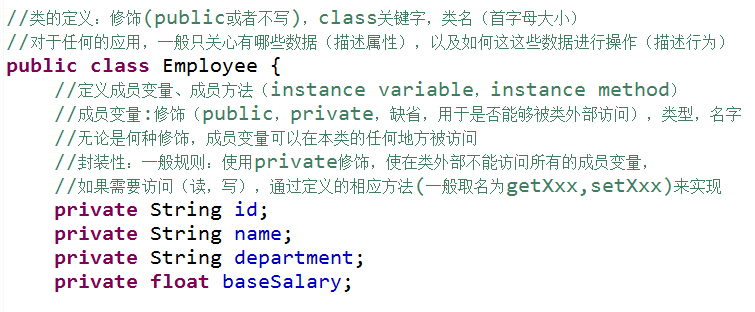 //类的定义：修饰(public或者不写)，class关键字，类名（首字母大小）
//对于任何的应用，一般只关心有哪些数据（描述属性），以及如何这这些数据进行操作（描述行为）
public class Employee {
//定义成员变量、成员方法（instance variable，instance method）
//成员变量:修饰（public，private，缺省，用于是否能够被类外部访问），类型，名字
//无论是何种修饰，成员变量可以在本类的任何地方被访问
//封装性：一般规则：使用private修饰，使在类外部不能访问所有的成员变量，
//如果需要访问（读，写），通过定义的相应方法(一般取名为getXxx,setXxx)来实现
private String id;
private String name;
private String department;
private float baseSalary;